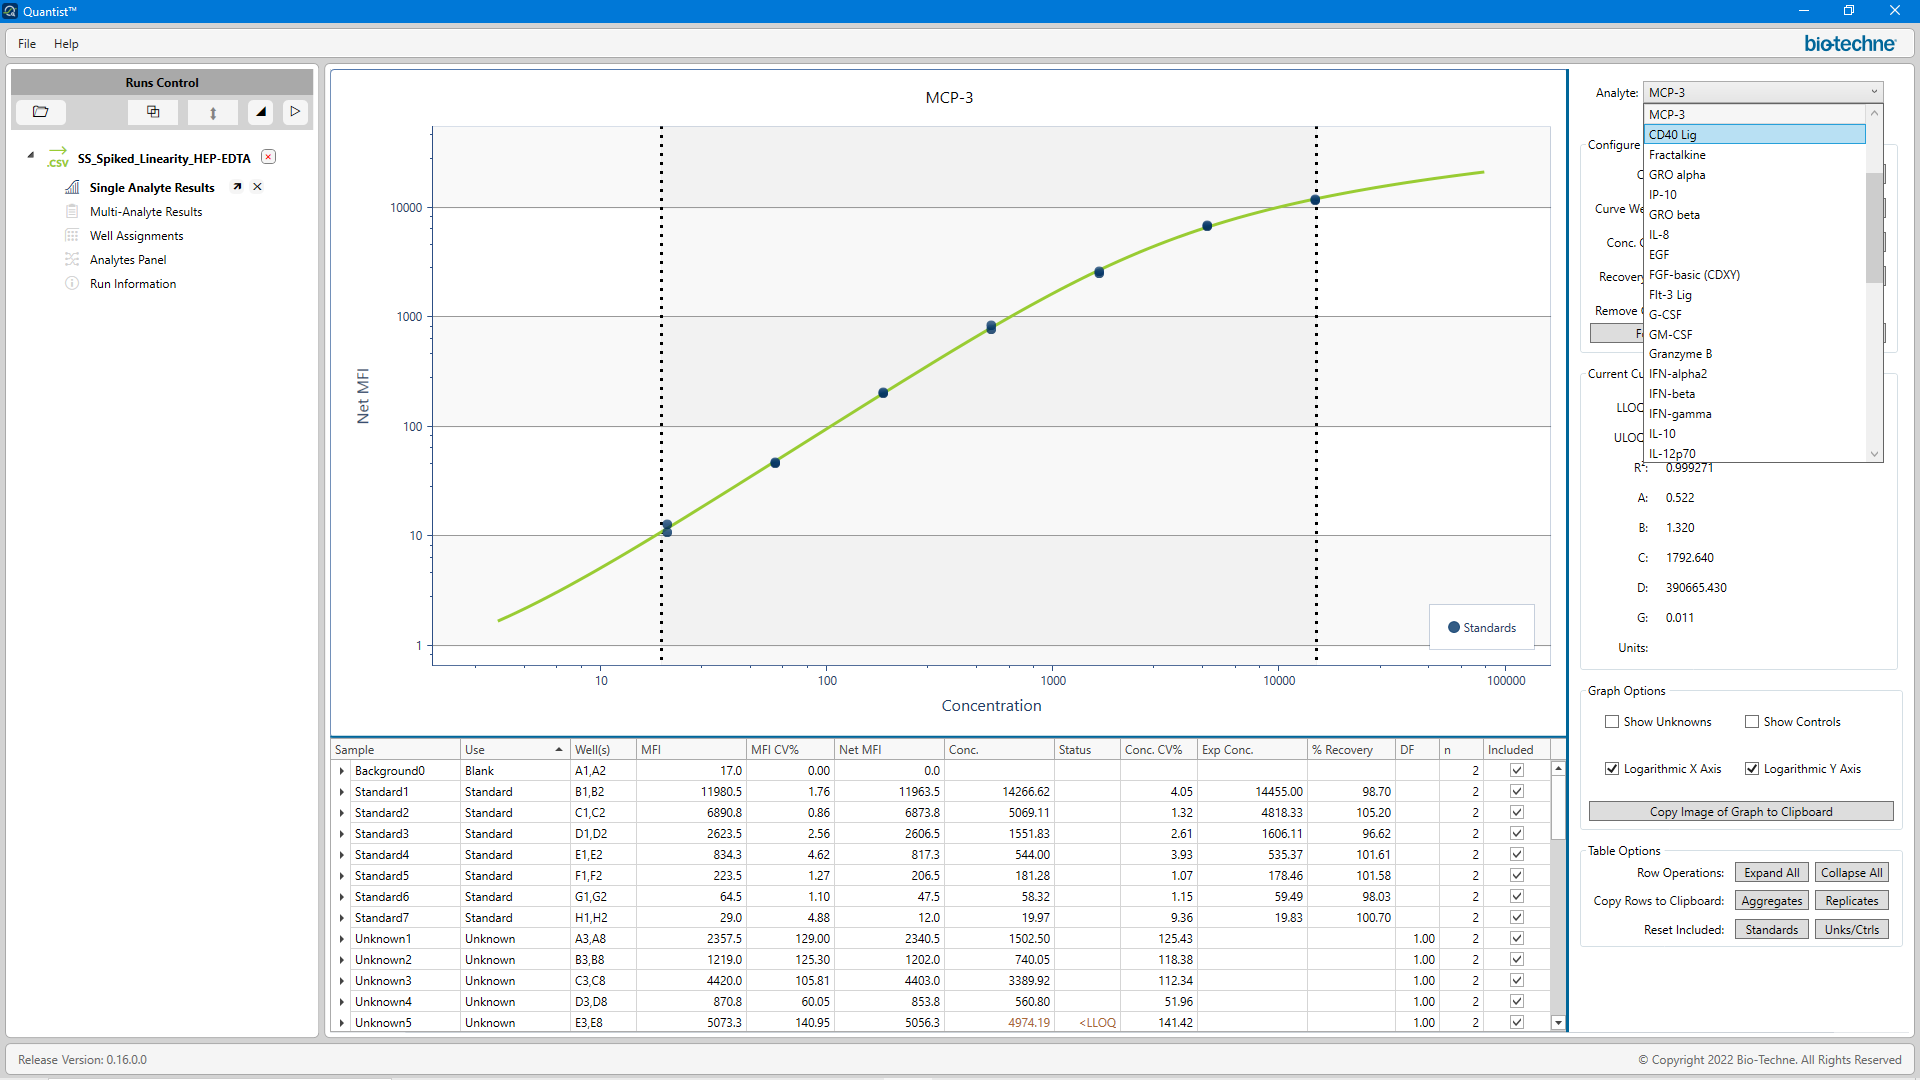 Quantist™
File Help
bio-techne
Runs Control
.CSV SS_Spiked_Linearity_HEP-EDTA
Single Analyte Results
Multi-Analyte Results
Well Assignments
Analytes Panel
Run Information
MCP-3
10000
1000
100
10
1
Net MFI
10 100 1000 10000 100000
Concentration
Standards
Sample Use Well(s) MFI MFI CV% Net MFI Conc. Status Conc. CV% Exp Conc. % Recovery DF n Included
Background0 Blank A1,A2 17.0 0.00 0.0 2
Standard1 Standard B1,B2 11980.5 1.76 11963.5 14266.62 4.05 14455.00 98.70 2
Standard2 Standard C1,C2 6890.8 0.86 6873.8 5069.11 1.32 4818.33 105.20 2
Standard3 Standard D1,D2 2623.5 2.56 2606.5 1551.83 2.61 1606.11 96.62 2
Standard4 Standard E1,E2 834.3 4.62 817.3 544.00 3.93 535.37 101.61 2
Standard5 Standard F1,F2 223.5 1.27 206.5 181.28 1.07 178.46 101.58 2
Standard6 Standard G1,G2 64.5 1.10 47.5 58.32 1.15 59.49 98.03 2
Standard7 Standard H1,H2 29.0 4.88 12.0 19.97 9.36 19.83 100.70 2
Unknown1 Unknown A3,A8 2357.5 129.00 2340.5 1502.50 125.43 1.00 2
Unknown2 Unknown B3,B8 1219.0 125.30 1202.0 740.05 118.38 1.00 2
Unknown3 Unknown C3,C8 4420.0 105.81 4403.0 3389.92 112.34 1.00 2
Unknown4 Unknown D3,D8 870.8 60.05 853.8 560.80 51.96 1.00 2
Unknown5 Unknown E3,E8 5073.3 140.95 5056.3 4974.19 <LLOQ 141.42 1.00 2
Analyte: MCP-3
MCP-3
CD40 Lig
Fractalkine
GRO alpha
IP-10
GRO beta
IL-8
EGF
FGF-basic (CDXY)
Flt-3 Lig
G-CSF
GM-CSF
Granzyme B
IFN-alpha2
IFN-beta
IFN-gamma
IL-10
IL-12p70
Configure
C
Curve We
Conc. C
Recovery
Remove
Current Cu
LLOC
ULOC
R²: 0.999271
A: 0.522
B: 1.320
C: 1792.640
D: 390665.430
G: 0.011
Units:
Graph Options
Show Unknowns Show Controls
Logarithmic X Axis Logarithmic Y Axis
Copy Image of Graph to Clipboard
Table Options
Row Operations: Expand All Collapse All
Copy Rows to Clipboard: Aggregates Replicates
Reset Included: Standards Unks/Ctrls
Release Version: 0.16.0.0
© Copyright 2022 Bio-Techne. All Rights Reserved